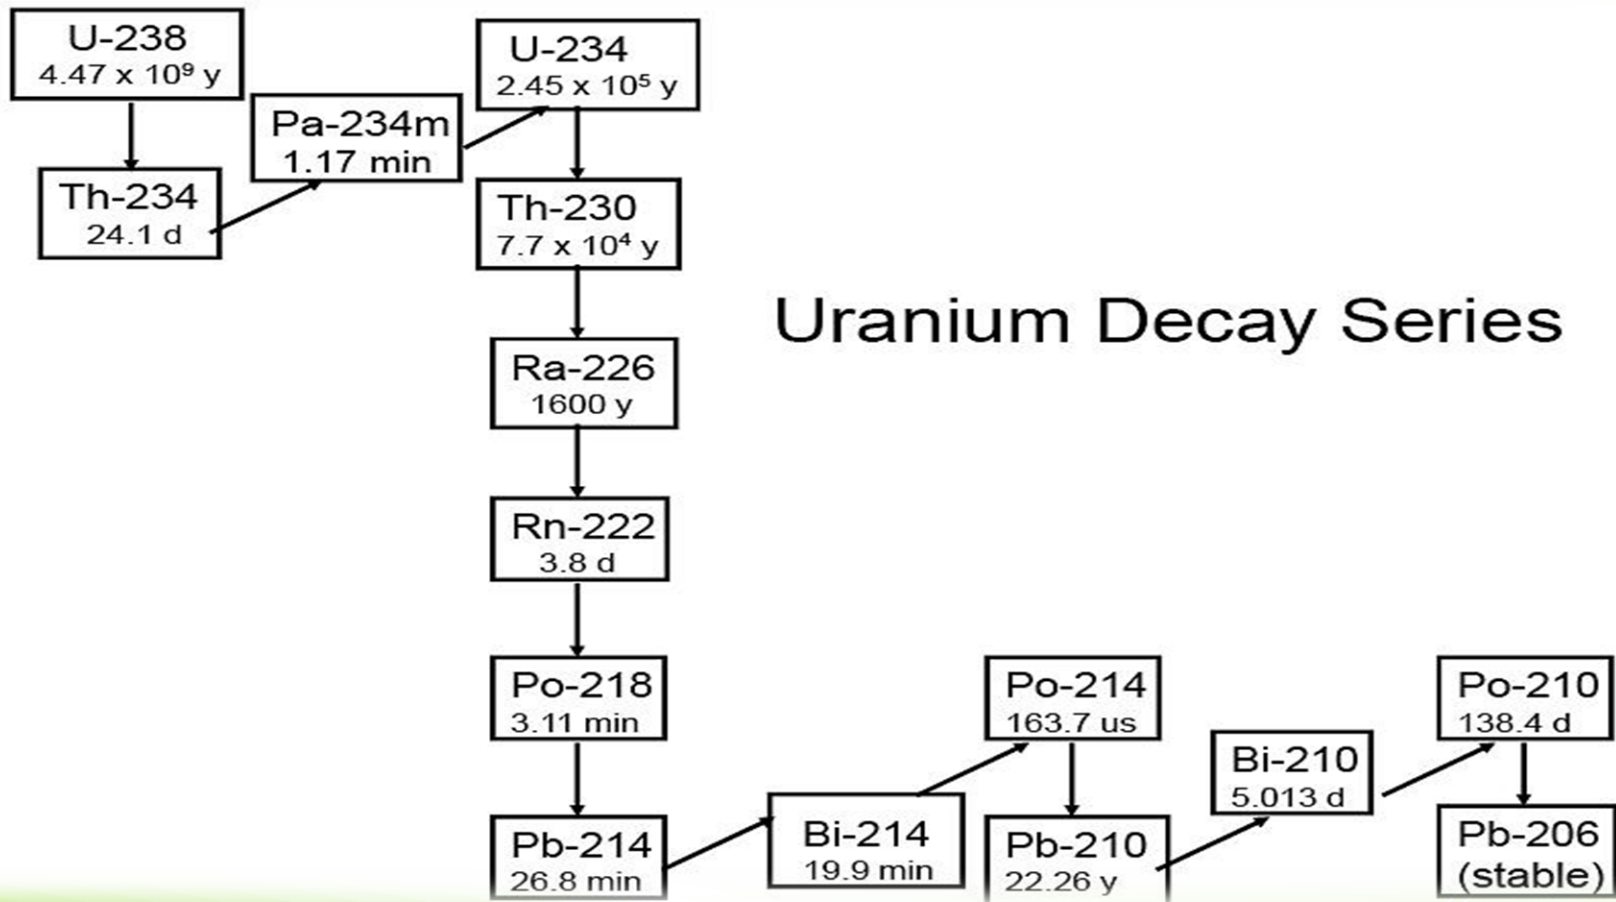 U-238
4.47 x 10⁹ y
Th-234
24.1 d
Pa-234m
1.17 min
U-234
2.45 x 10⁵ y
Th-230
7.7 x 10⁴ y
Uranium Decay Series
Ra-226
1600 y
Rn-222
3.8 d
Po-218
3.11 min
Pb-214
26.8 min
Bi-214
19.9 min
Po-214
163.7 us
Pb-210
22.26 y
Bi-210
5.013 d
Po-210
138.4 d
Pb-206
(stable)